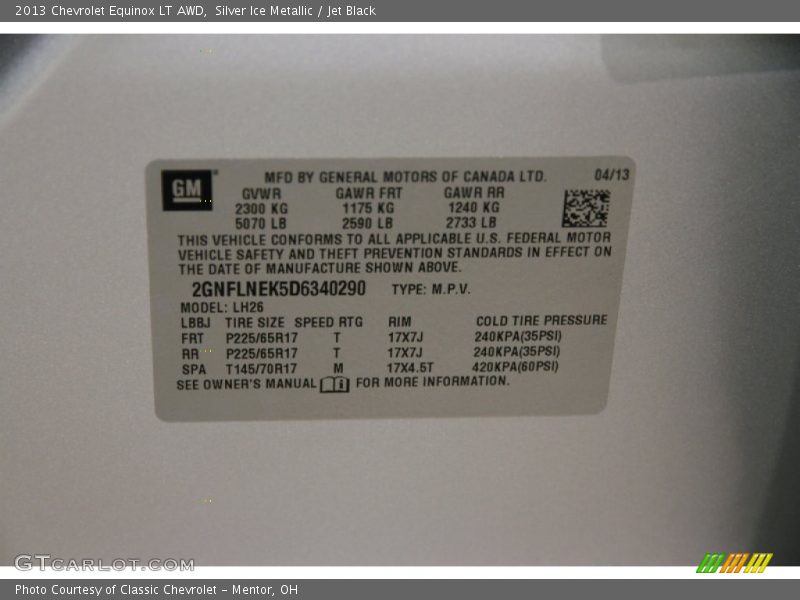 2013 Chevrolet Equinox LT AWD,  Silver Ice Metallic / Jet Black
GM
MFD BY GENERAL MOTORS OF CANADA LTD. 04/13
GVWR GAWR FRT GAWR RR
2300 KG 1175 KG 1240 KG
5070 LB 2590 LB 2733 LB
THIS VEHICLE CONFORMS TO ALL APPLICABLE U.S. FEDERAL MOTOR
VEHICLE SAFETY AND THEFT PREVENTION STANDARDS IN EFFECT ON
THE DATE OF MANUFACTURE SHOWN ABOVE.
2GNFLNEK5D6340290 TYPE: M.P.V.
MODEL: LH26
LBBJ TIRE SIZE SPEED RTG RIM COLD TIRE PRESSURE
FRT P225/65R17 T 17X7J 240KPA(35PSI)
RR P225/65R17 T 17X7J 240KPA(35PSI)
SPA T145/70R17 M 17X4.5T 420KPA(60PSI)
SEE OWNER'S MANUAL i FOR MORE INFORMATION.
GTCARLOT.COM
Photo Courtesy of Classic Chevrolet - Mentor, OH